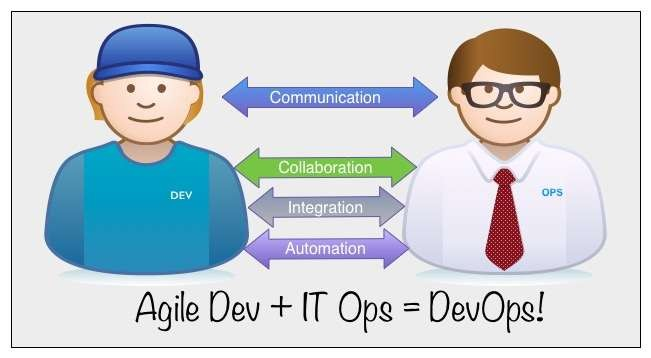 Communication
Collaboration
DEV
OPS
Integration
Automation
Agile Dev + IT Ops = DevOps!